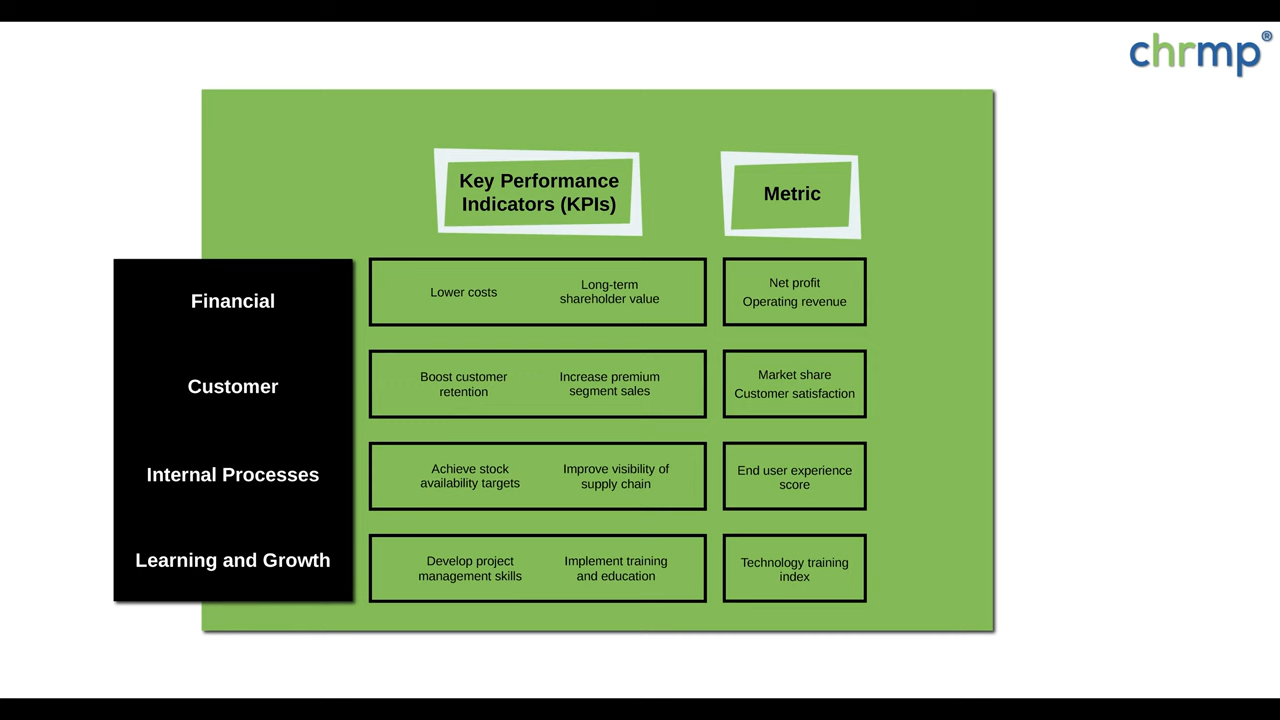 chrmp®
Key Performance
Indicators (KPIs)
Metric
Financial
Lower costs
Long-term
shareholder value
Net profit
Operating revenue
Customer
Boost customer
retention
Increase premium
segment sales
Market share
Customer satisfaction
Internal Processes
Achieve stock
availability targets
Improve visibility of
supply chain
End user experience
score
Learning and Growth
Develop project
management skills
Implement training
and education
Technology training
index